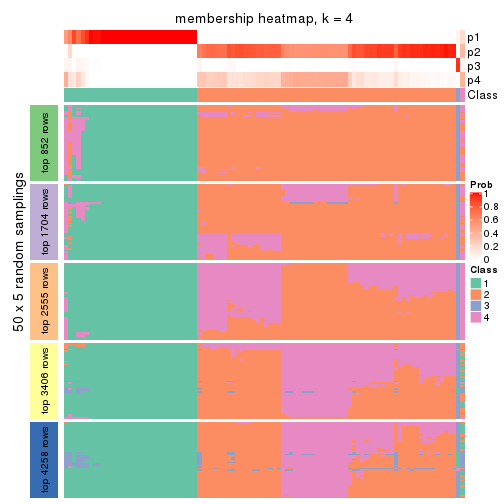 membership heatmap, k = 4
p1
p2
p3
p4
Class
50 x 5 random samplings
top 852 rows
top 1704 rows
top 2555 rows
top 3406 rows
top 4258 rows
Prob
1
0.8
0.6
0.4
0.2
0
Class
1
2
3
4